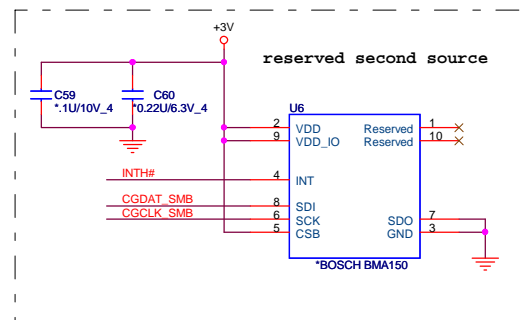 +3V
reserved second source
C59
*.1U/10V_4
C60
*0.22U/6.3V_4
U6
2 VDD Reserved 1
9 VDD_IO Reserved 10
INTH# 4 INT
CGDAT_SMB 8 SDI
CGCLK_SMB 6 SCK SDO 7
5 CSB GND 3
*BOSCH BMA150